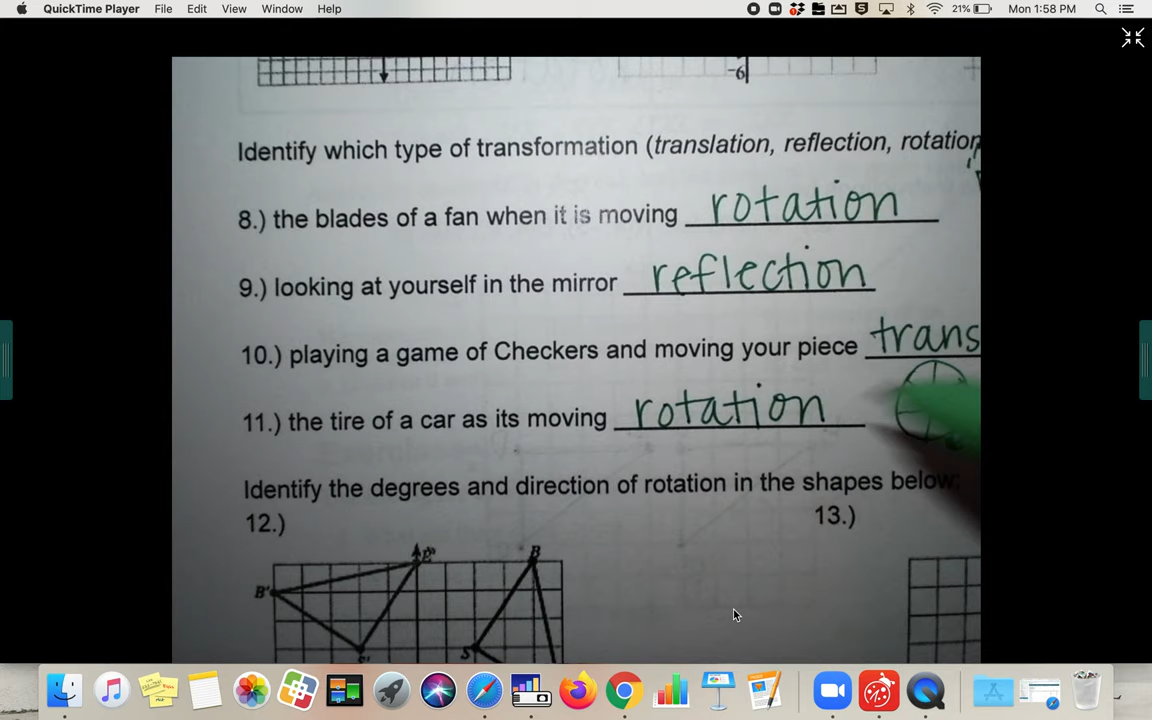 QuickTime Player File Edit View Window Help 21% Mon 1:58 PM
-6
Identify which type of transformation (translation, reflection, rotation
8.) the blades of a fan when it is moving rotation
9.) looking at yourself in the mirror reflection
10.) playing a game of Checkers and moving your piece trans
11.) the tire of a car as its moving rotation
Identify the degrees and direction of rotation in the shapes below:
12.) 13.)
B
B'
S' S